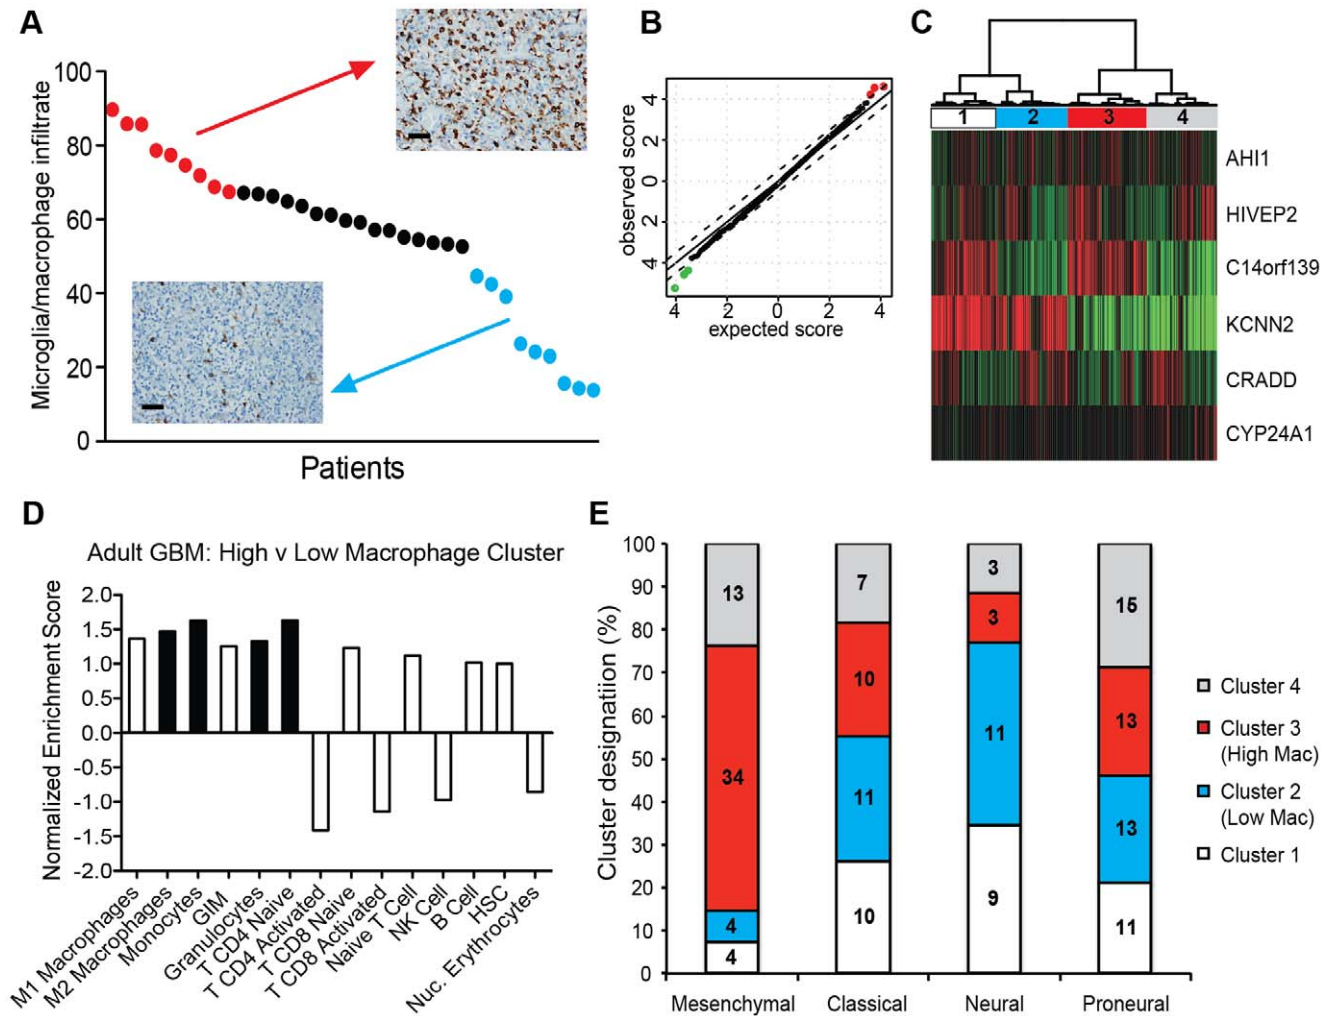 A
Microglia/macrophage infiltrate
100
80
60
40
20
0
Patients
B
observed score
4
2
0
2
4
4
2
0
2
4
expected score
C
1
2
3
4
AHI1
HIVEP2
C14orf139
KCNN2
CRADD
CYP24A1
D
Adult GBM: High v Low Macrophage Cluster
Normalized Enrichment Score
2.0
1.5
1.0
0.5
0.0
-0.5
-1.0
-1.5
-2.0
M1 Macrophages
M2 Macrophages
Monocytes
GIM
Granulocytes
T CD4 Naive
T CD4 Activated
T CD8 Naive
T CD8 Activated
Naive T Cell
NK Cell
B Cell
HSC
Nuc. Erythrocytes
E
Cluster designatiion (%)
100
90
80
70
60
50
40
30
20
10
0
13
34
4
4
7
10
11
10
3
3
11
9
15
13
13
11
Mesenchymal
Classical
Neural
Proneural
Cluster 4
Cluster 3
(High Mac)
Cluster 2
(Low Mac)
Cluster 1